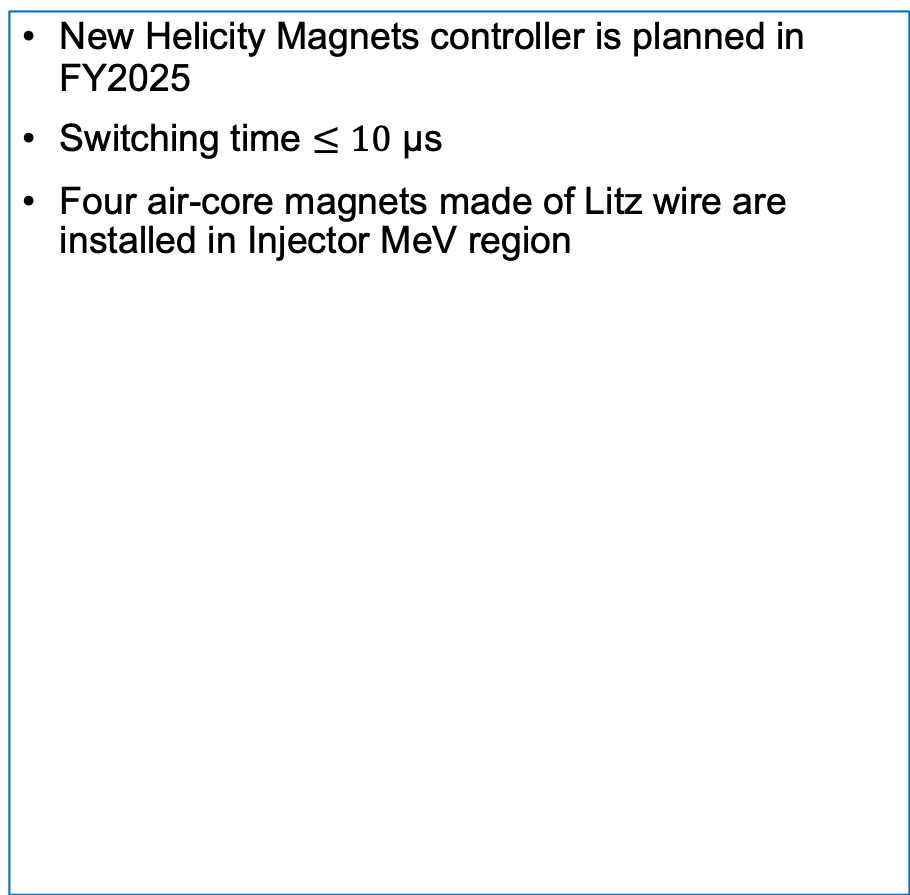 • New Helicity Magnets controller is planned in
FY2025
• Switching time ≤ 10 μs
• Four air-core magnets made of Litz wire are
installed in Injector MeV region